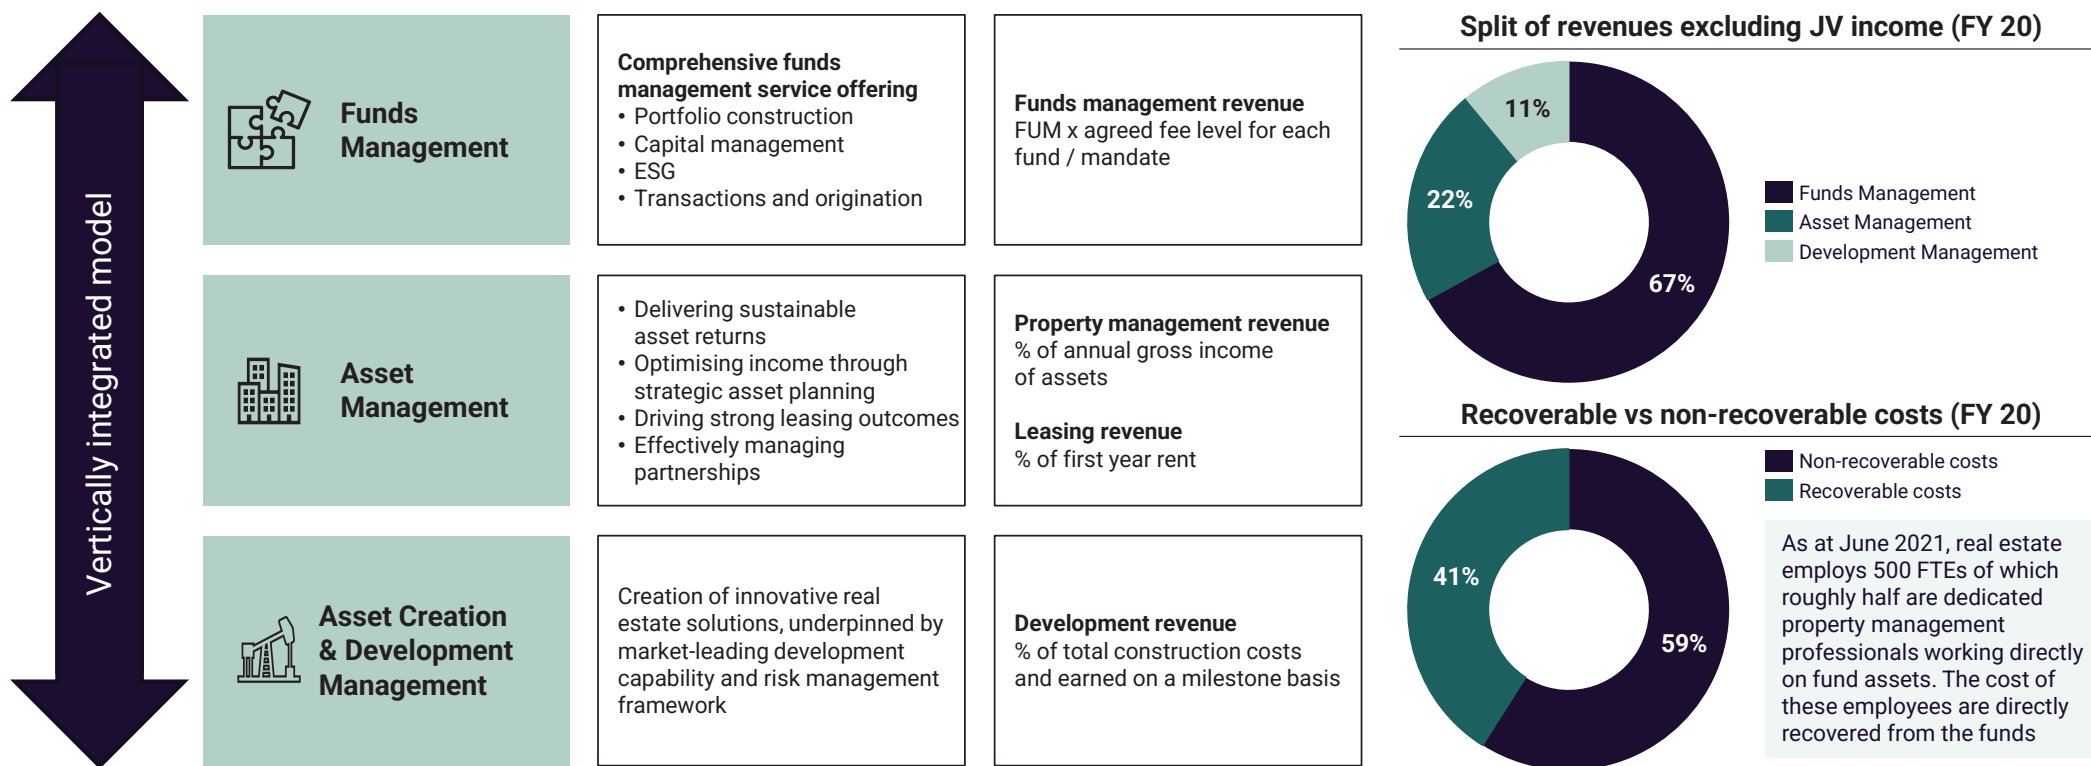 Vertically integrated model
Funds
Management
Comprehensive funds
management service offering
• Portfolio construction
• Capital management
• ESG
• Transactions and origination
Funds management revenue
FUM x agreed fee level for each
fund / mandate
Asset
Management
• Delivering sustainable
asset returns
• Optimising income through
strategic asset planning
• Driving strong leasing outcomes
• Effectively managing
partnerships
Property management revenue
% of annual gross income
of assets
Leasing revenue
% of first year rent
Asset Creation
& Development
Management
Creation of innovative real
estate solutions, underpinned by
market-leading development
capability and risk management
framework
Development revenue
% of total construction costs
and earned on a milestone basis
Split of revenues excluding JV income (FY 20)
11%
22%
67%
Funds Management
Asset Management
Development Management
Recoverable vs non-recoverable costs (FY 20)
41%
59%
Non-recoverable costs
Recoverable costs
As at June 2021, real estate
employs 500 FTEs of which
roughly half are dedicated
property management
professionals working directly
on fund assets. The cost of
these employees are directly
recovered from the funds